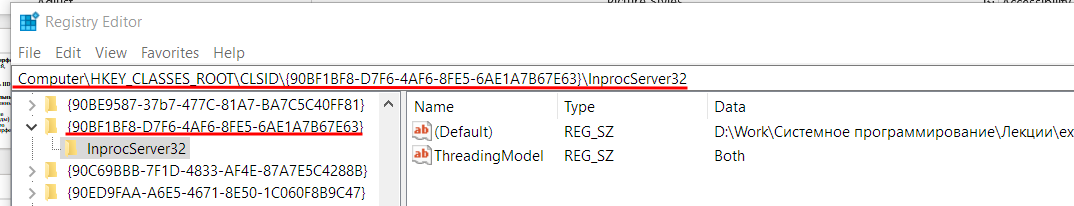 Registry Editor
File Edit View Favorites Help
Computer\HKEY_CLASSES_ROOT\CLSID\{90BF1BF8-D7F6-4AF6-8FE5-6AE1A7B67E63}\InprocServer32
{90BE9587-37b7-477C-81A7-BA7C5C40FF81}
{90BF1BF8-D7F6-4AF6-8FE5-6AE1A7B67E63}
InprocServer32
{90C69BBB-7F1D-4833-AF4E-87A7E5C4288B}
{90ED9FAA-A6E5-4671-8E50-1C060F8B9C47}
Name Type Data
(Default) REG_SZ D:\Work\Системное программирование\Лекции\ex
ThreadingModel REG_SZ Both